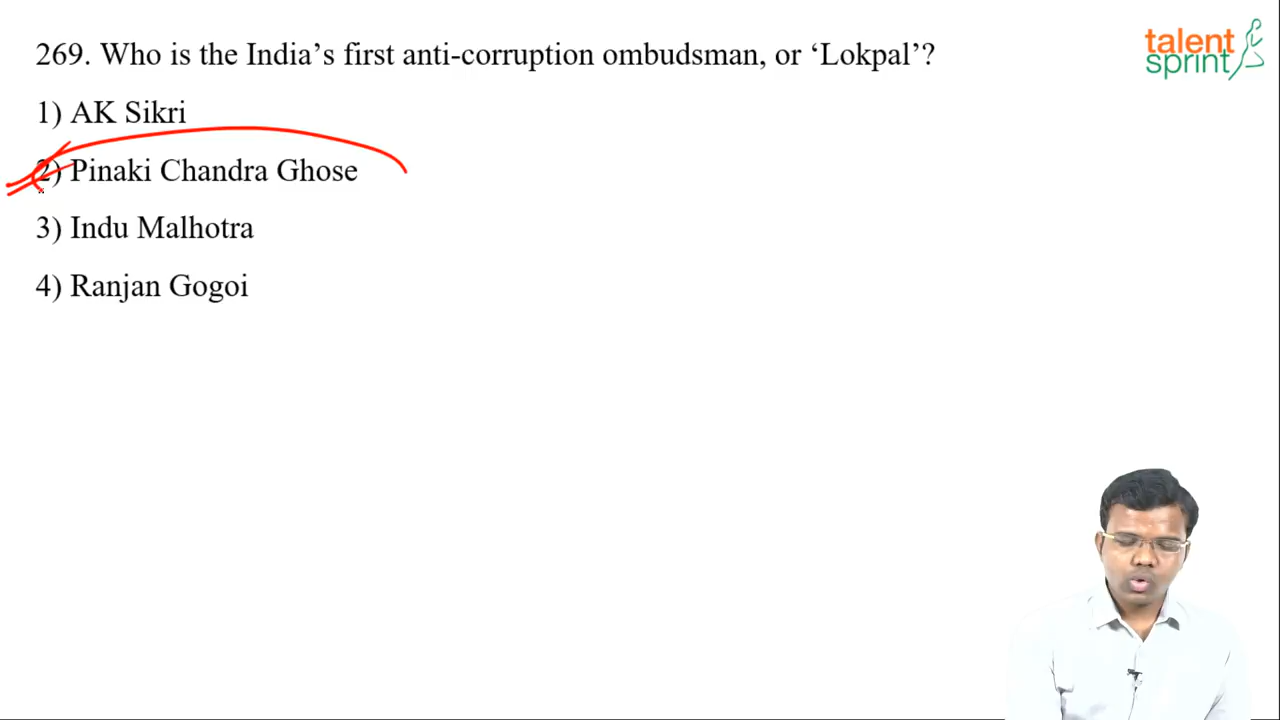 269. Who is the India’s first anti-corruption ombudsman, or ‘Lokpal’?
1) AK Sikri
2) Pinaki Chandra Ghose
3) Indu Malhotra
4) Ranjan Gogoi
talent
sprint